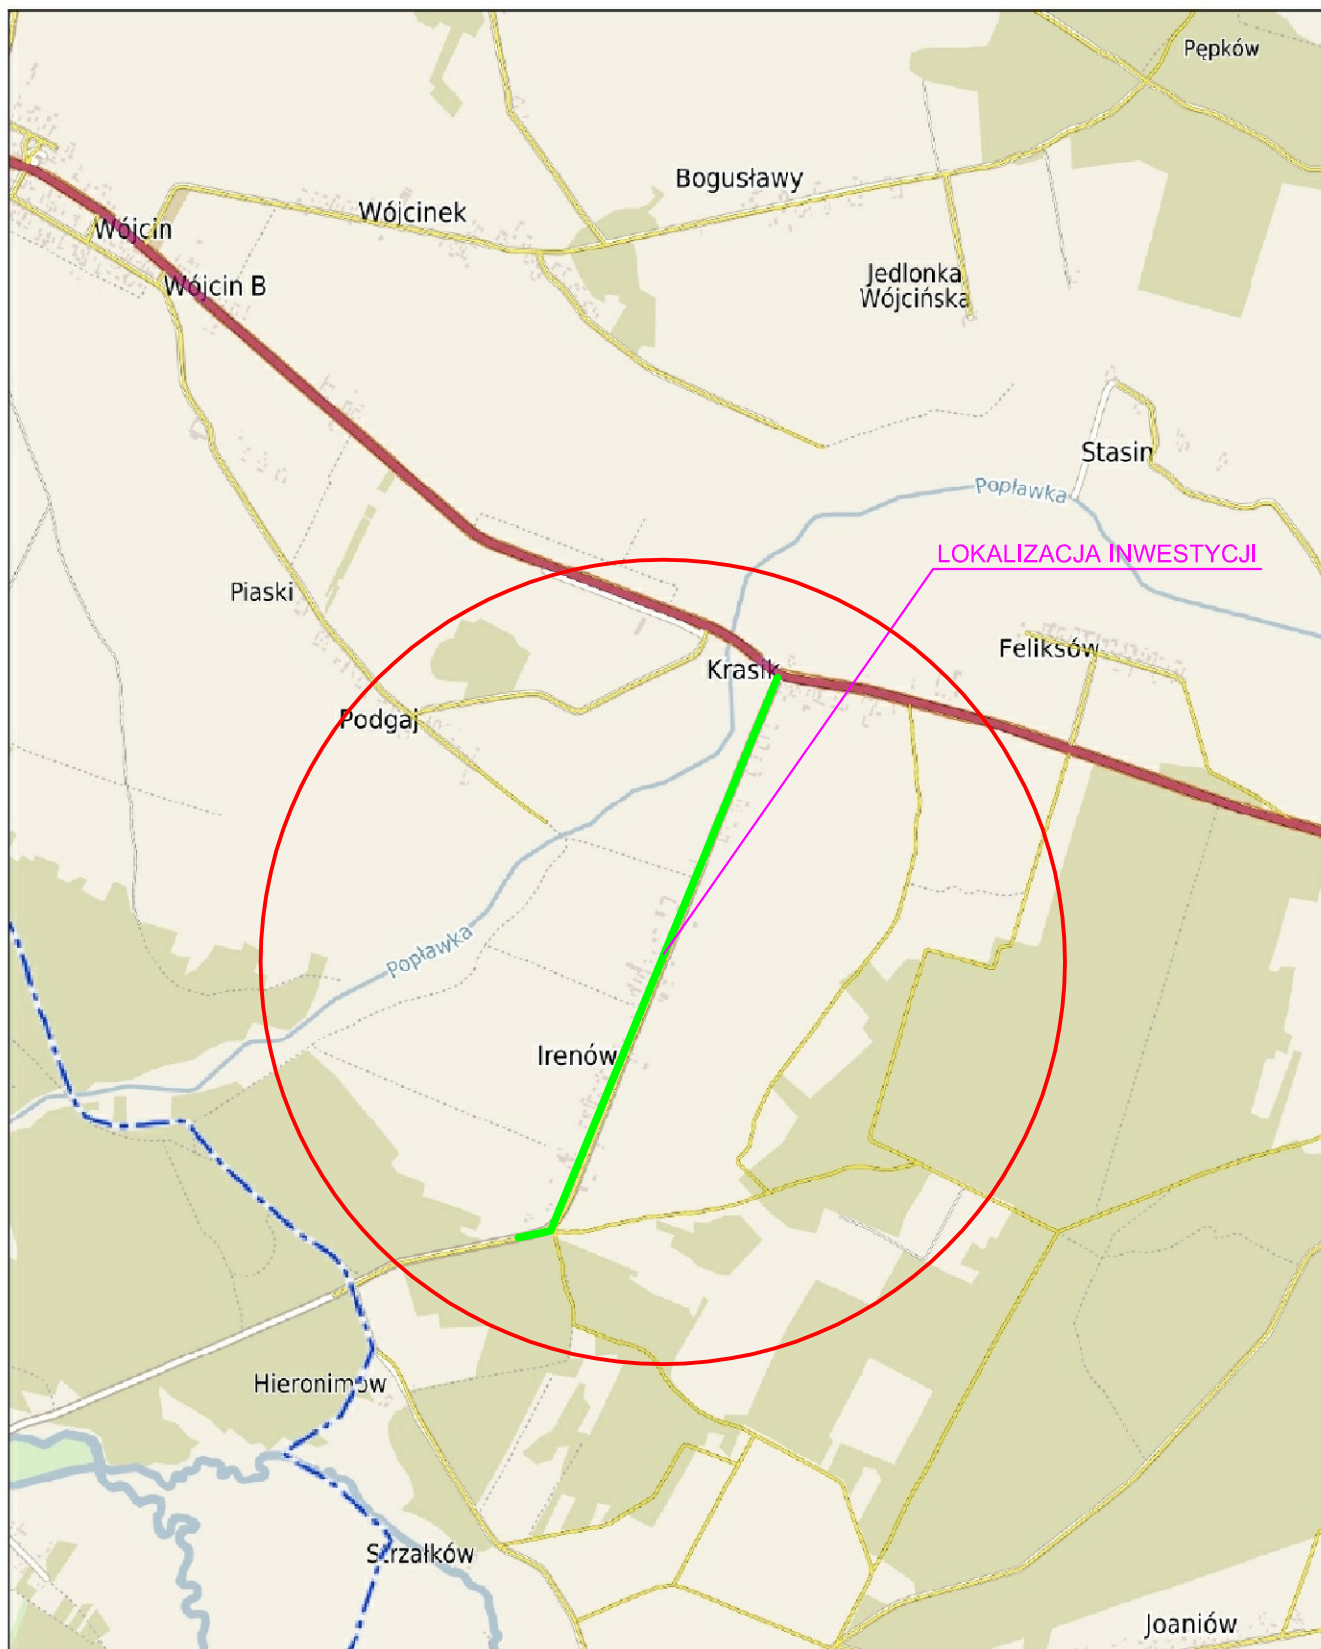 Pępków
Bogusławy
Wójcinek
Wójcin
Jedlonka
Wójcińska
Wójcin B
Stasin
Popławka
LOKALIZACJA INWESTYCJI
Piaski
Feliksów
Krasik
Podgaj
Popławka
Irenów
Hieronimów
Strzałków
Joaniów